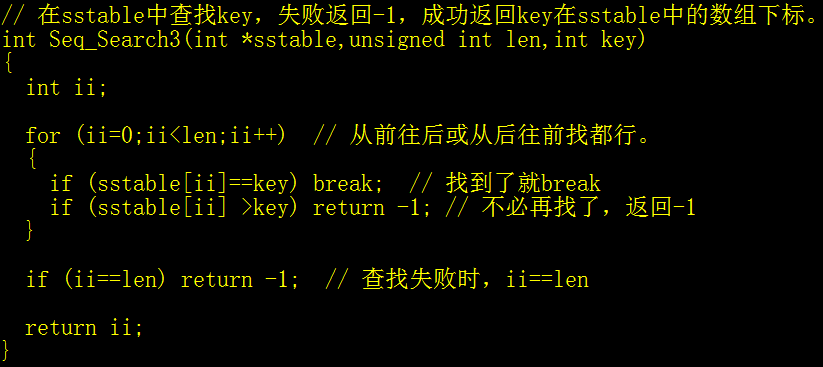 // 在sstable中查找key，失败返回-1，成功返回key在sstable中的数组下标。
int Seq_Search3(int *sstable,unsigned int len,int key)
{
  int ii;

  for (ii=0;ii<len;ii++)  // 从前往后或从后往前找都行。
  {
    if (sstable[ii]==key) break;  // 找到了就break
    if (sstable[ii] >key) return -1; // 不必再找了，返回-1
  }

  if (ii==len) return -1;  // 查找失败时，ii==len

  return ii;
}